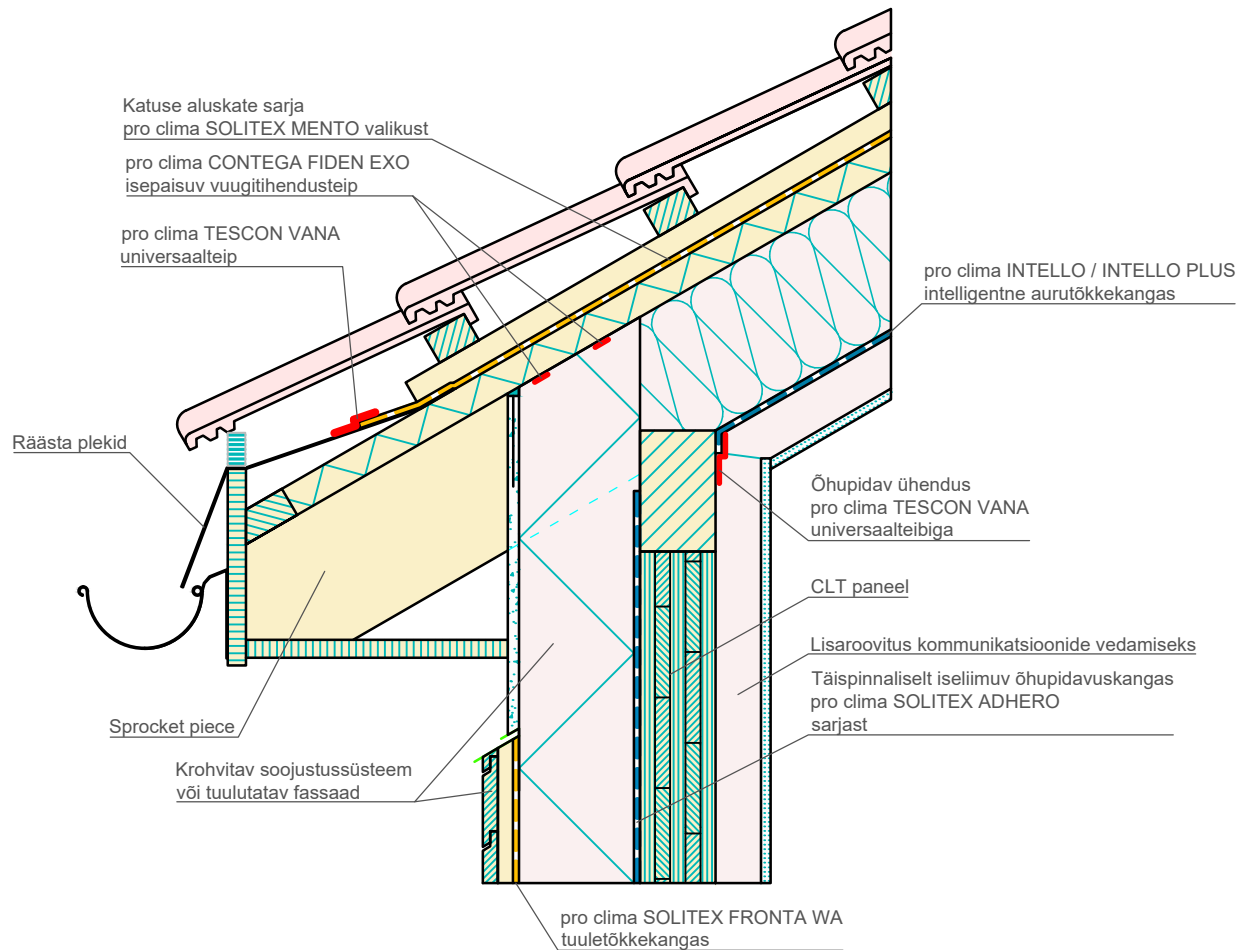 Katuse aluskate sarja
pro clima SOLITEX MENTO valikust
pro clima CONTEGA FIDEN EXO
isepaisuv vuugitihendusteip
pro clima TESCON VANA
universaalteip
pro clima INTELLO / INTELLO PLUS
intelligentne aurutõkkekangas
Räästa plekid
Õhupidav ühendus
pro clima TESCON VANA
universaalteibiga
CLT paneel
Lisaroovitus kommunikatsioonide vedamiseks
Täispinnaliselt iseliimuv õhupidavuskangas
pro clima SOLITEX ADHERO
sarjast
Sprocket piece
Krohvitav soojustussüsteem
või tuulutatav fassaad
pro clima SOLITEX FRONTA WA
tuuletõkkekangas